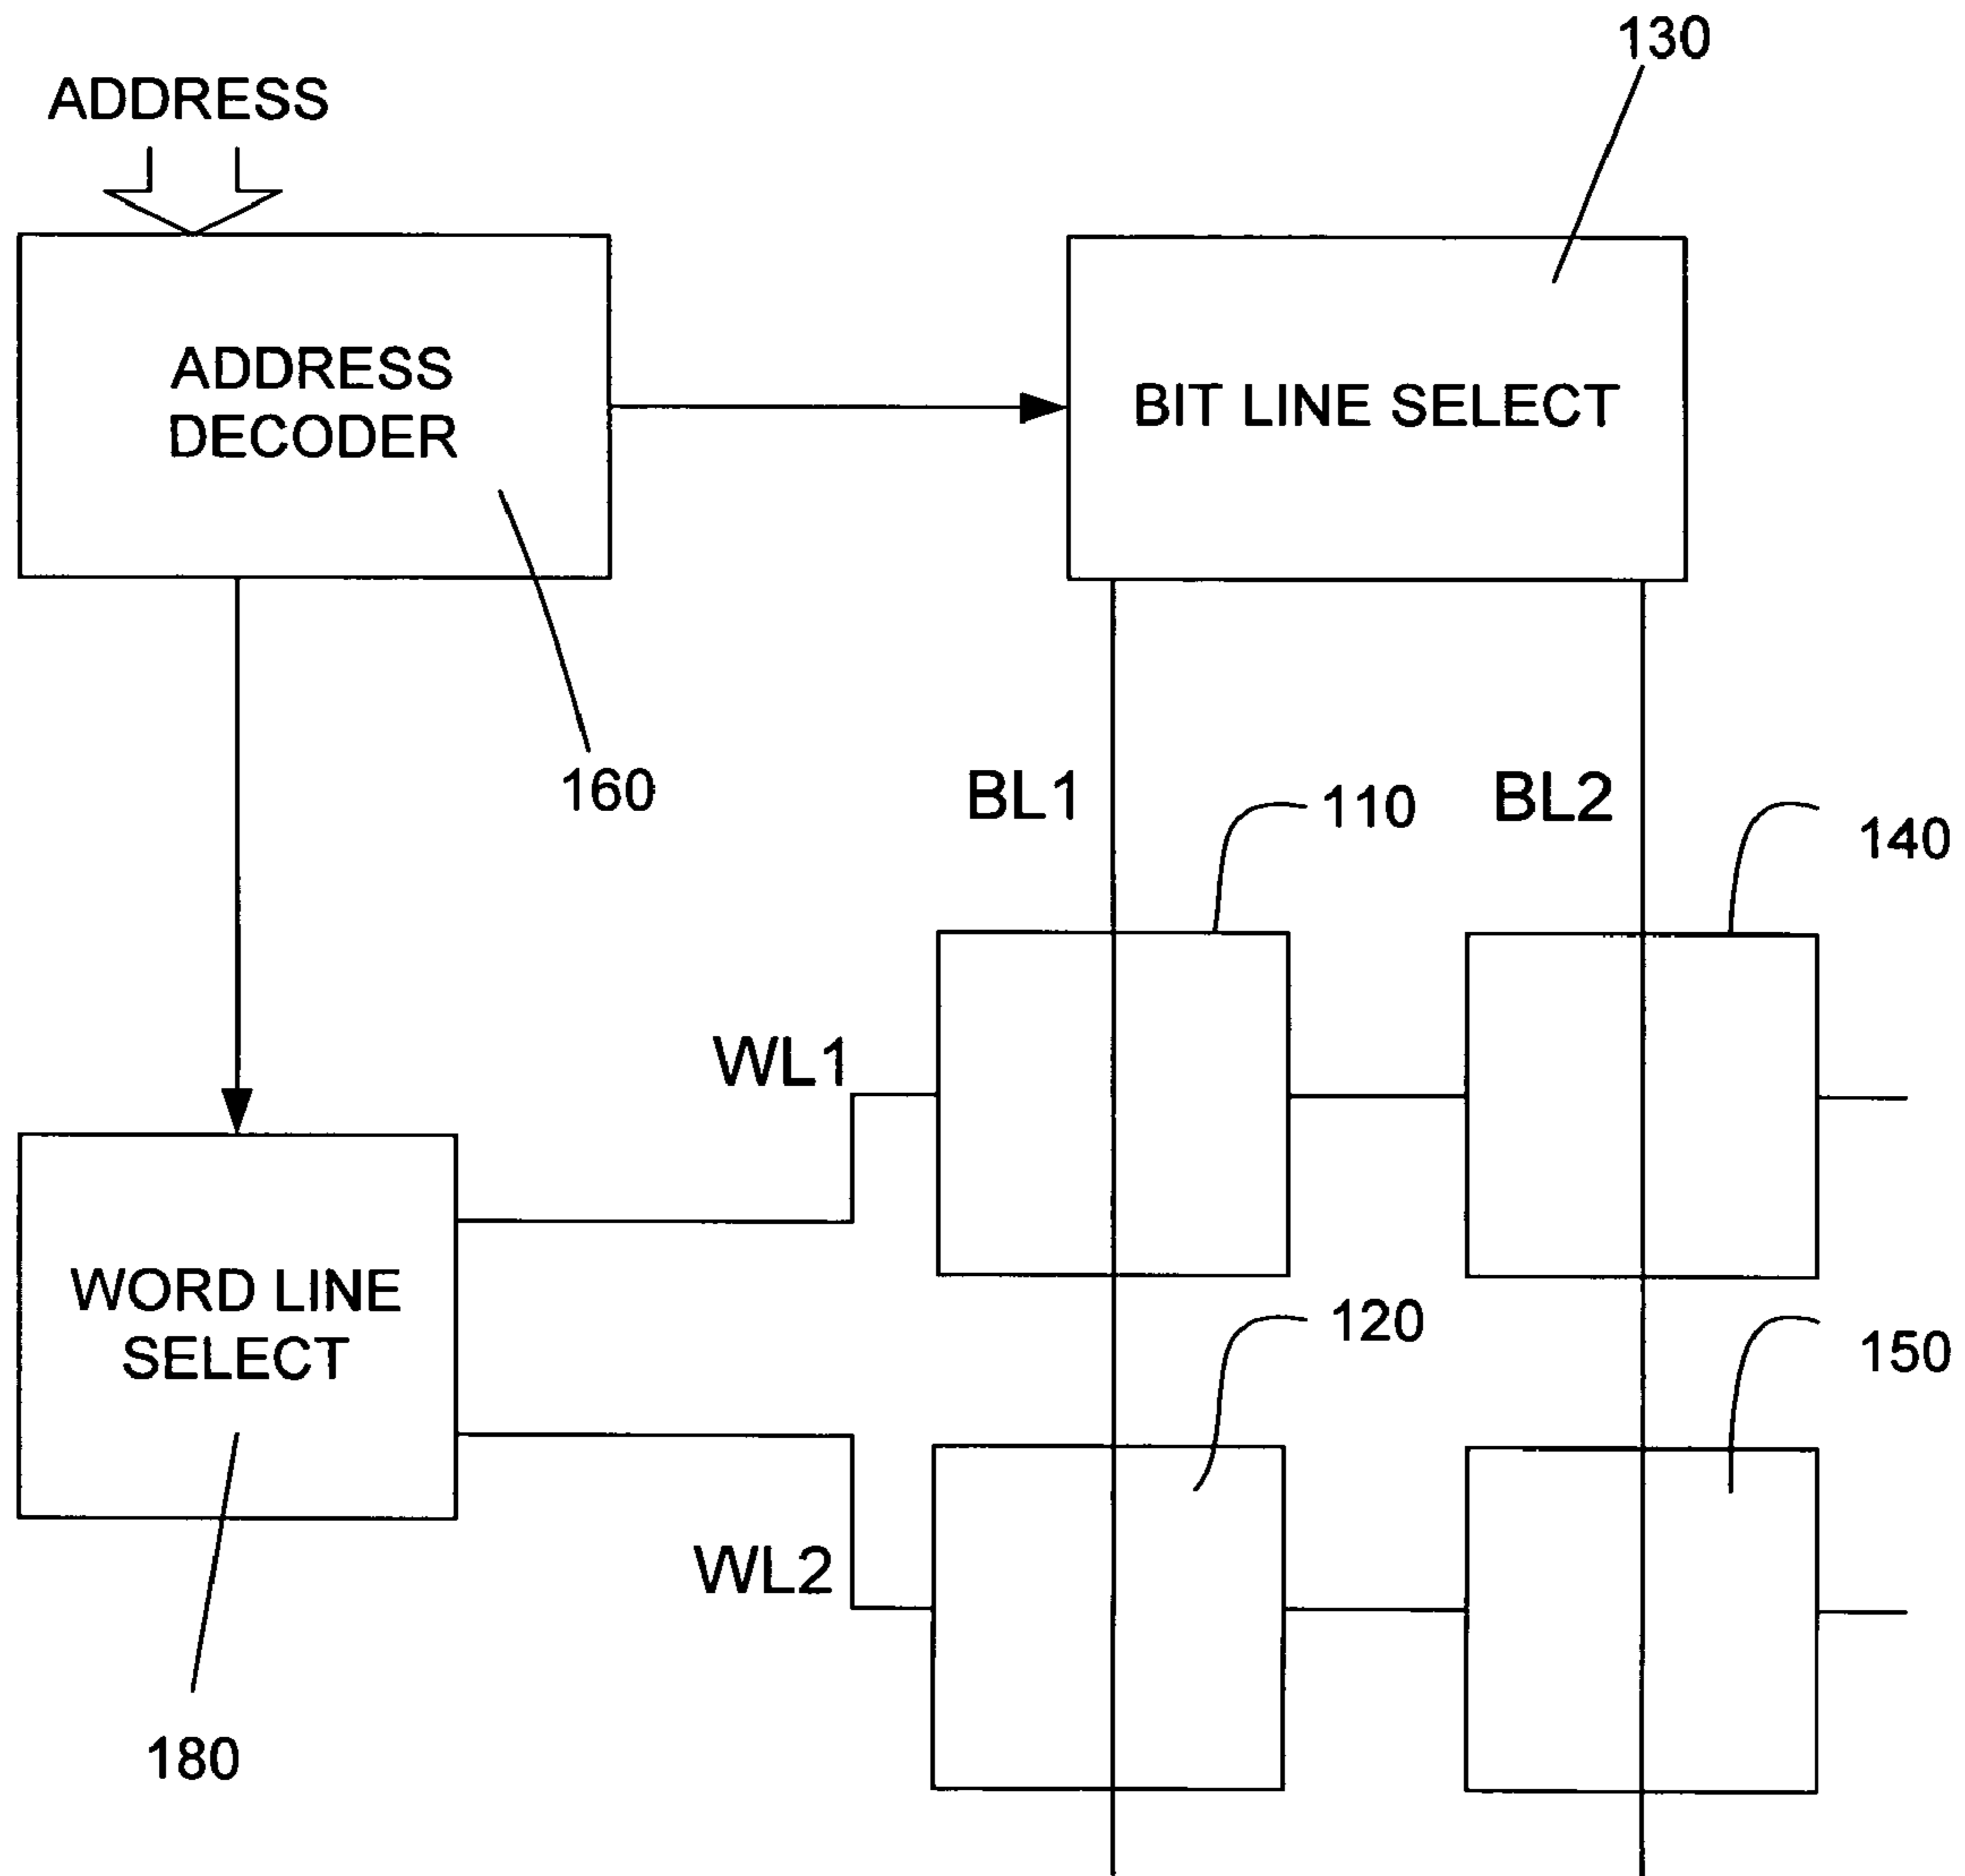 130
ADDRESS
ADDRESS
DECODER
BIT LINE SELECT
160
BL1
110
BL2
140
WL1
WORD LINE
SELECT
120
150
WL2
180